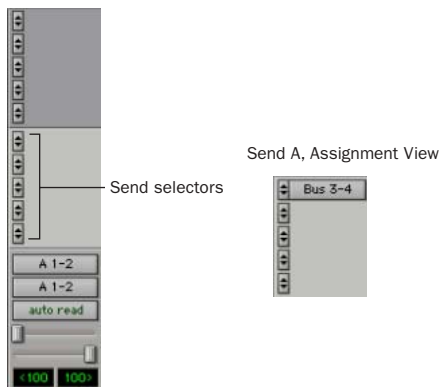 Send selectors
A 1-2
A 1-2
auto read
<100 100>
Send A, Assignment View
Bus 3-4